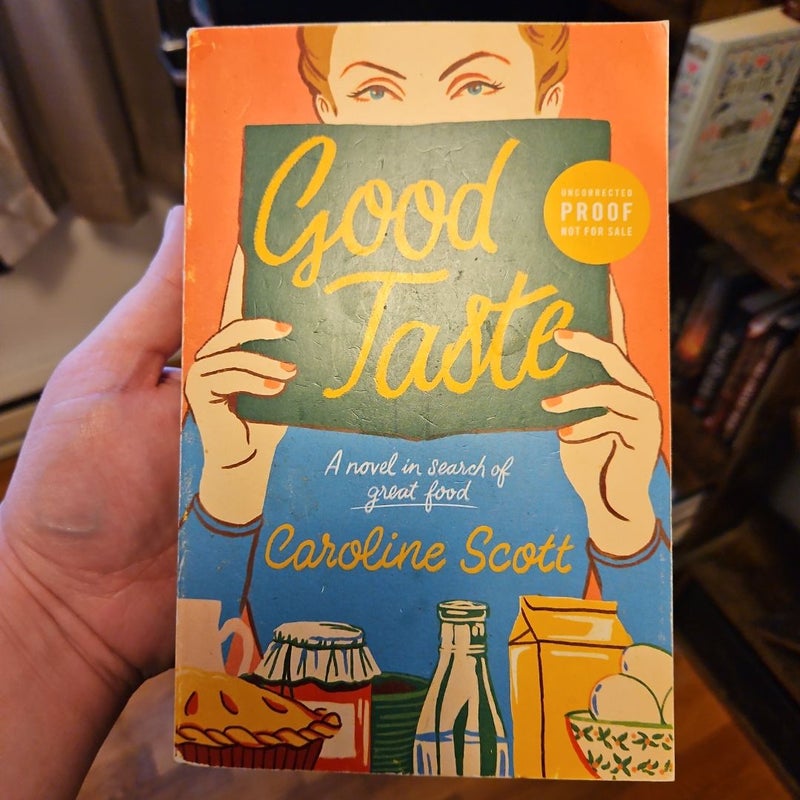 Good
Taste
UNCORRECTED
PROOF
NOT FOR SALE
A novel in search of
great food
Caroline Scott